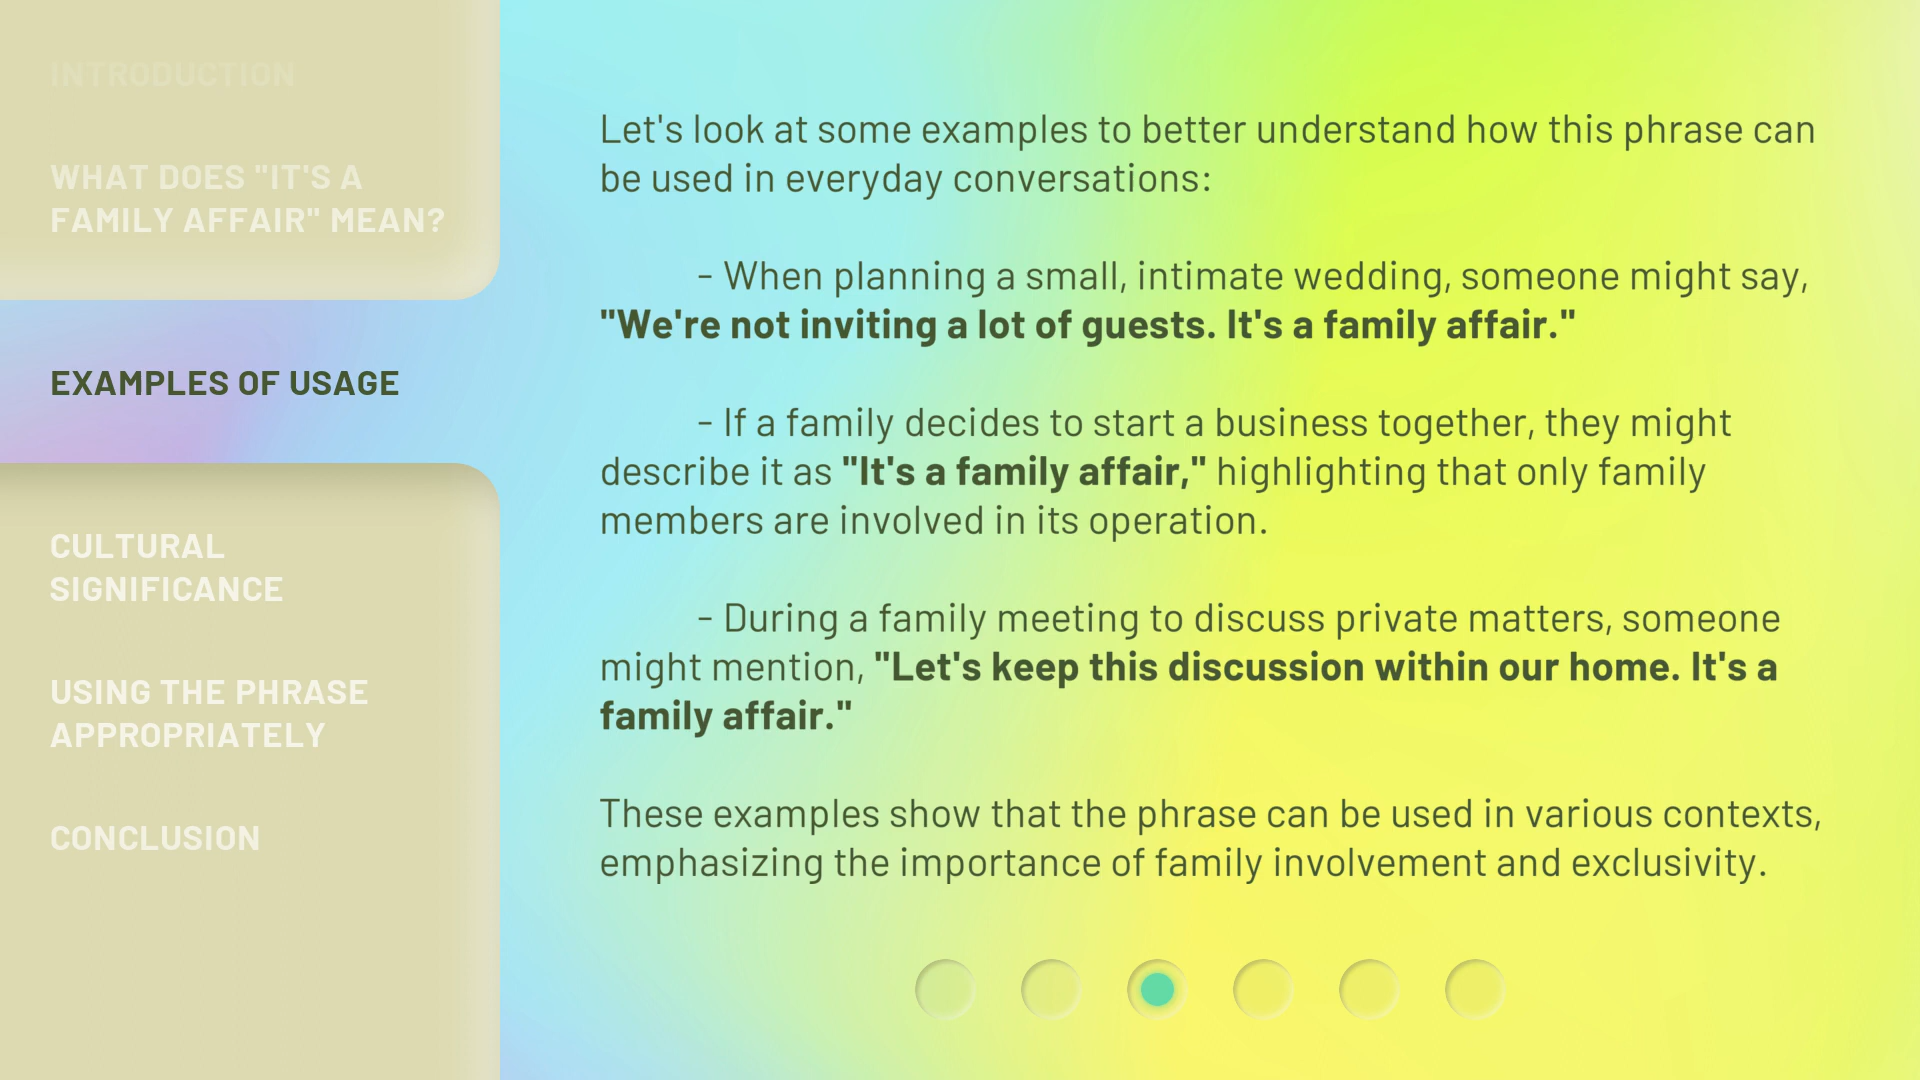 INTRODUCTION
WHAT DOES "IT'S A
FAMILY AFFAIR" MEAN?
EXAMPLES OF USAGE
CULTURAL
SIGNIFICANCE
USING THE PHRASE
APPROPRIATELY
CONCLUSION
Let's look at some examples to better understand how this phrase can
be used in everyday conversations:
- When planning a small, intimate wedding, someone might say,
"We're not inviting a lot of guests. It's a family affair."
- If a family decides to start a business together, they might
describe it as "It's a family affair," highlighting that only family
members are involved in its operation.
- During a family meeting to discuss private matters, someone
might mention, "Let's keep this discussion within our home. It's a
family affair."
These examples show that the phrase can be used in various contexts,
emphasizing the importance of family involvement and exclusivity.